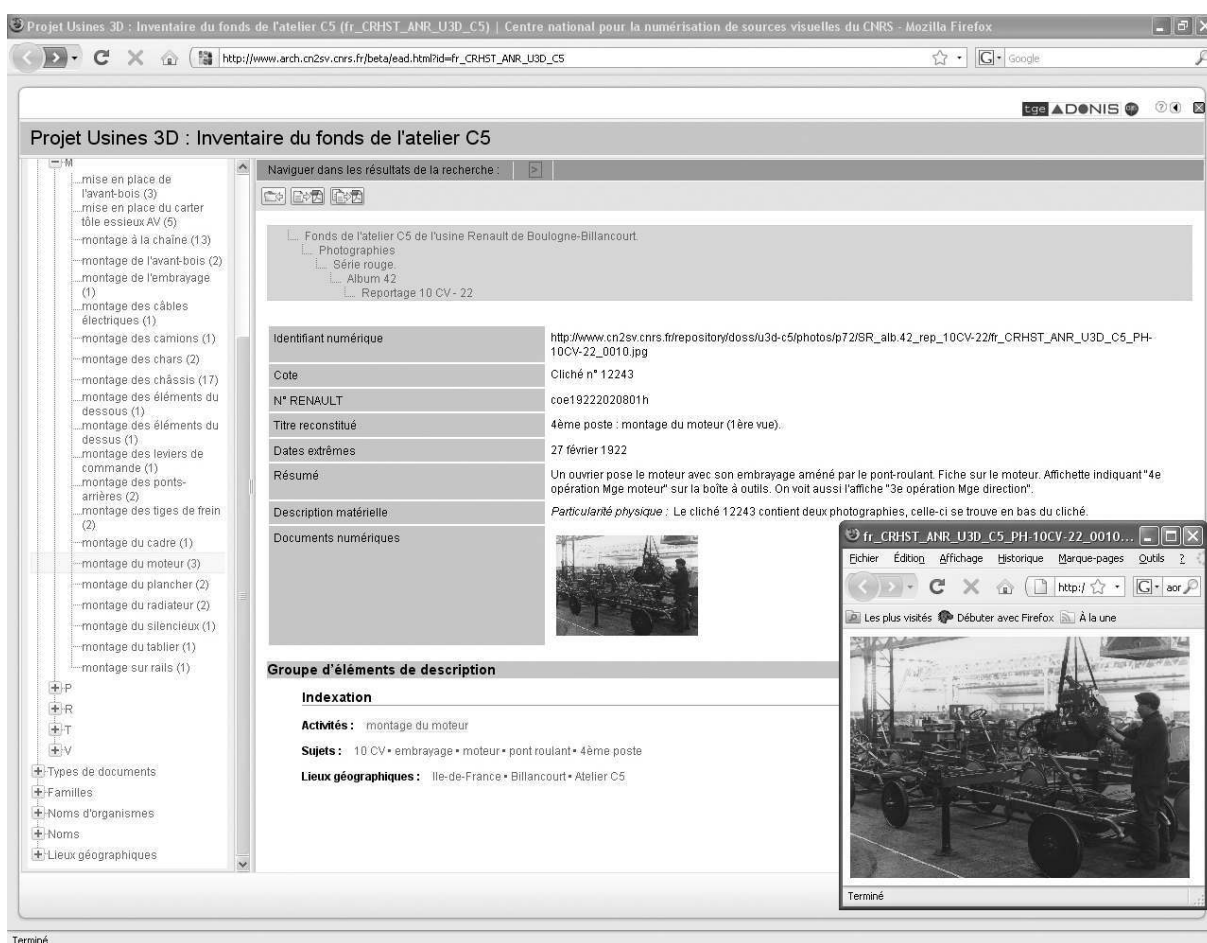 Projet Usines 3D : Inventaire du fonds de l'atelier C5 (fr_CRHST_ANR_U3D_C5) | Centre national pour la numérisation de sources visuelles du CNRS - Mozilla Firefox
http://www.arch.cn2sv.cnrs.fr/beta/ead.html?id=fr_CRHST_ANR_U3D_C5
G Google
tge ADONIS
Projet Usines 3D : Inventaire du fonds de l'atelier C5
M
mise en place de
l'avant-bois (3)
mise en place du carter
tôle essieux AV (5)
montage à la chaîne (13)
montage de l'avant-bois (2)
montage de l'embrayage
(1)
montage des câbles
électriques (1)
montage des camions (1)
montage des chars (2)
montage des châssis (17)
montage des éléments du
dessous (1)
montage des éléments du
dessus (1)
montage des leviers de
commande (1)
montage des ponts-
arrières (2)
montage des tiges de frein
(2)
montage du cadre (1)
montage du moteur (3)
montage du plancher (2)
montage du radiateur (2)
montage du silencieux (1)
montage du tablier (1)
montage sur rails (1)
P
R
T
V
Types de documents
Familles
Noms d'organismes
Noms
Lieux géographiques
Naviguer dans les résultats de la recherche : >
Fonds de l'atelier C5 de l'usine Renault de Boulogne-Billancourt.
Photographies
Série rouge.
Album 42
Reportage 10 CV - 22
Identifiant numérique
http://www.cn2sv.cnrs.fr/repository/doss/u3d-c5/photos/p72/SR_alb.42_rep_10CV-22/fr_CRHST_ANR_U3D_C5_PH-
10CV-22_0010.jpg
Cote Cliché n° 12243
N° RENAULT coe19222020801h
Titre reconstitué 4ème poste : montage du moteur (1ère vue).
Dates extrêmes 27 février 1922
Résumé Un ouvrier pose le moteur avec son embrayage améné par le pont-roulant. Fiche sur le moteur. Affichette indiquant "4e
opération Mge moteur" sur la boîte à outils. On voit aussi l'affiche "3e opération Mge direction".
Description matérielle Particularité physique : Le cliché 12243 contient deux photographies, celle-ci se trouve en bas du cliché.
Documents numériques
Groupe d'éléments de description
Indexation
Activités : montage du moteur
Sujets : 10 CV • embrayage • moteur • pont roulant • 4ème poste
Lieux géographiques : Ile-de-France • Billancourt • Atelier C5
fr_CRHST_ANR_U3D_C5_PH-10CV-22_0010...
Fichier Édition Affichage Historique Marque-pages Outils ?
http:/ G aor
Les plus visités Débuter avec Firefox À la une
Terminé
Terminé